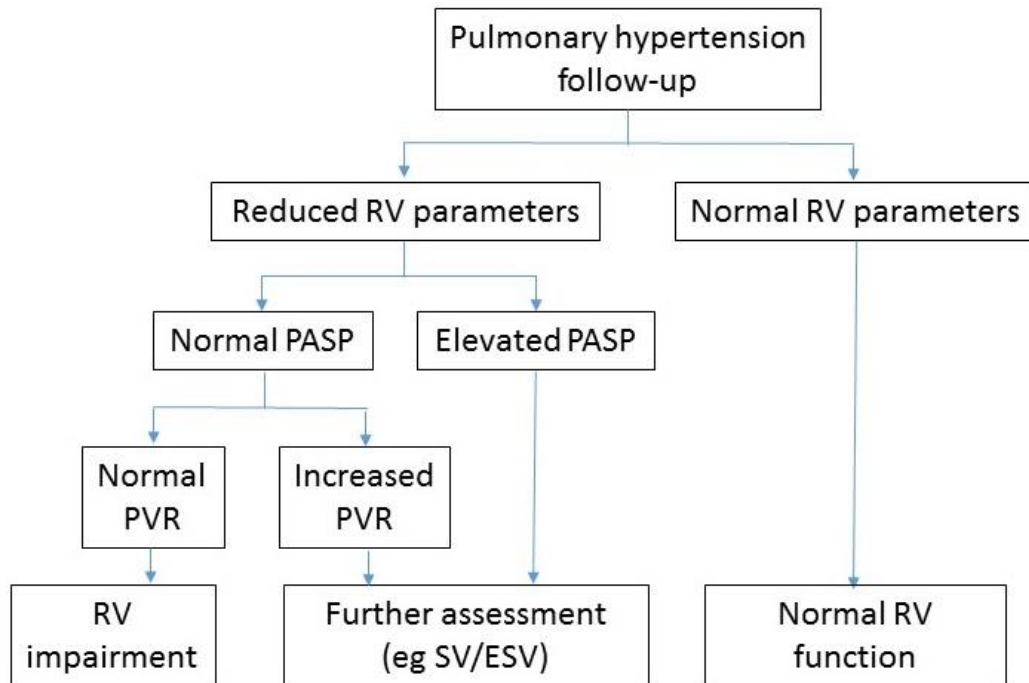 Pulmonary hypertension
follow-up
Reduced RV parameters
Normal RV parameters
Normal PASP
Elevated PASP
Normal
PVR
Increased
PVR
RV
impairment
Further assessment
(eg SV/ESV)
Normal RV
function